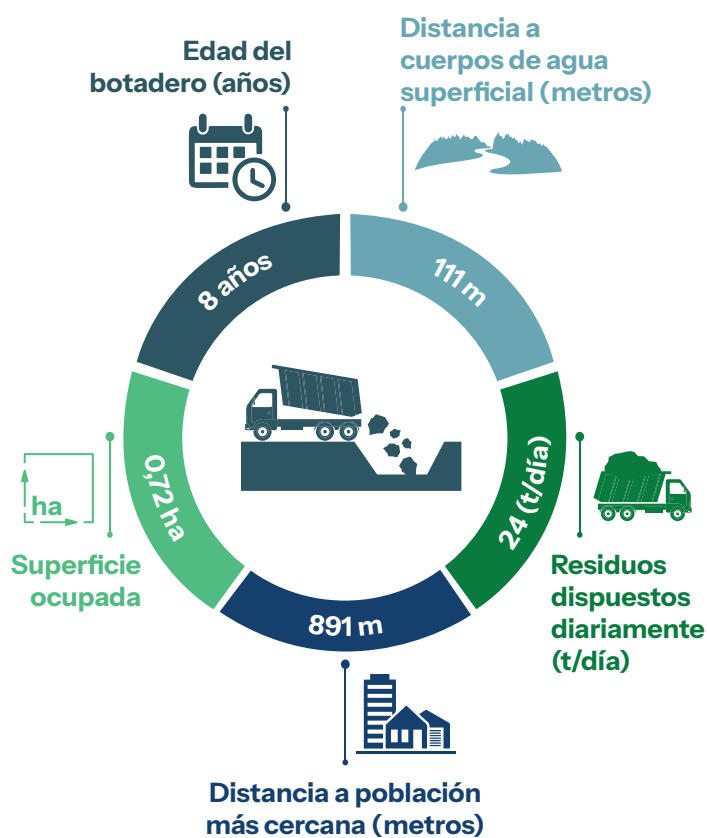 Edad del
botadero (años)
Distancia a
cuerpos de agua
superficial (metros)
8 años
111 m
0,72 ha
24 (t/día)
891 m
ha
Superficie
ocupada
Residuos
dispuestos
diariamente
(t/día)
Distancia a población
más cercana (metros)